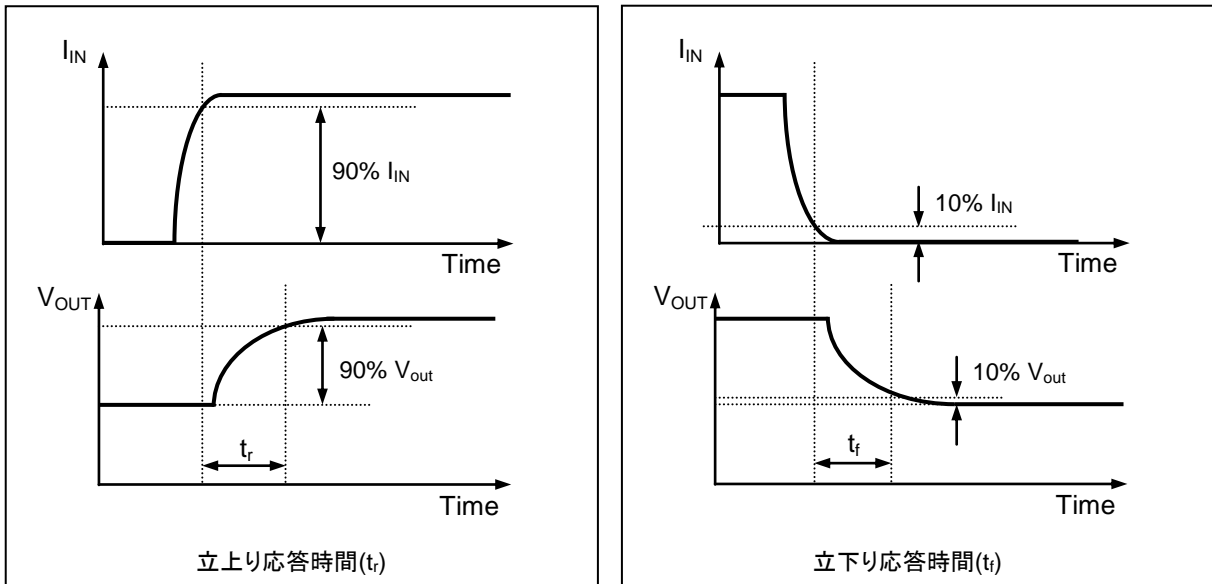 I_IN
90% I_IN
Time
V_OUT
90% V_out
t_r
Time
立上り応答時間(t_r)
I_IN
10% I_IN
Time
V_OUT
10% V_out
t_f
Time
立下り応答時間(t_f)